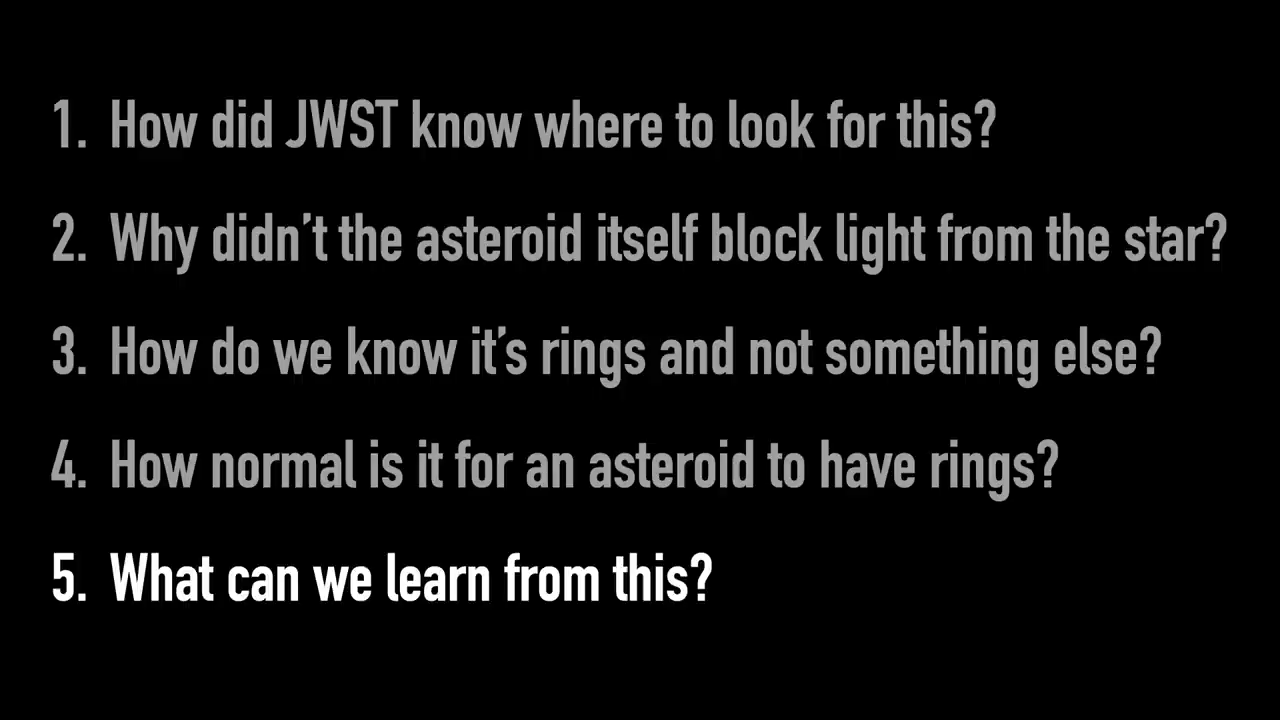 1. How did JWST know where to look for this?
2. Why didn’t the asteroid itself block light from the star?
3. How do we know it’s rings and not something else?
4. How normal is it for an asteroid to have rings?
5. What can we learn from this?